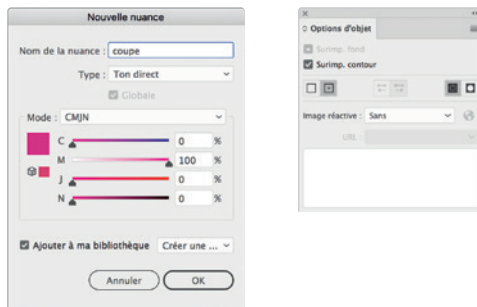 Nouvelle nuance
Nom de la nuance : coupe
Type : Ton direct
Globale
Mode : CMJN
C 0 %
M 100 %
J 0 %
N 0 %
Ajouter à ma bibliothèque Créer une ...
Annuler OK
Options d'objet
Surimp. fond
Surimp. contour
Image réactive : Sans
URL :